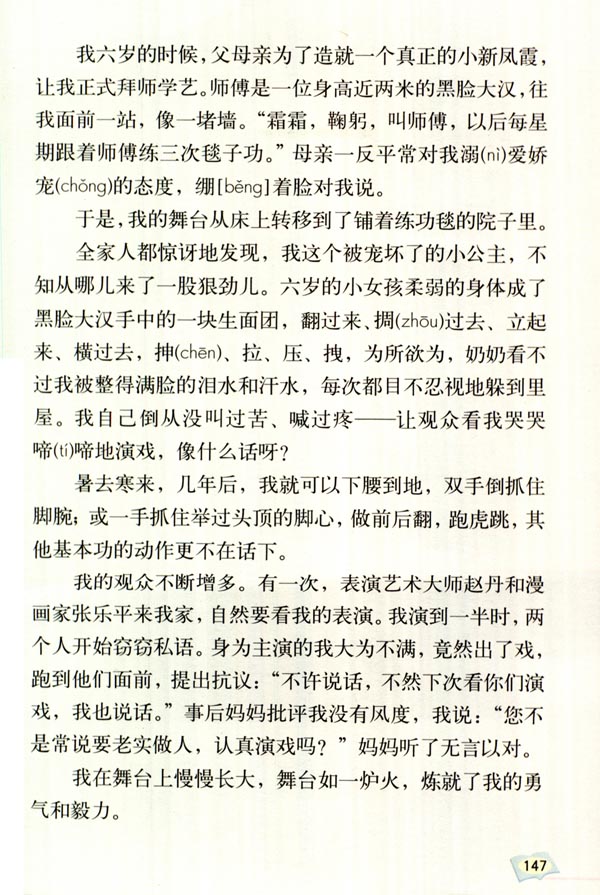 我六岁的时候，父母亲为了造就一个真正的小新凤霞，
让我正式拜师学艺。师傅是一位身高近两米的黑脸大汉，往
我面前一站，像一堵墙。“霜霜，鞠躬，叫师傅，以后每星
期跟着师傅练三次毯子功。”母亲一反平常对我溺(nì)爱娇
宠(chǒng)的态度，绷[běng]着脸对我说。
于是，我的舞台从床上转移到了铺着练功毯的院子里。
全家人都惊讶地发现，我这个被宠坏了的小公主，不
知从哪儿来了一股狠劲儿。六岁的小女孩柔弱的身体成了
黑脸大汉手中的一块生面团，翻过来、搊(zhōu)过去、立起
来、横过去，抻(chēn)、拉、压、拽，为所欲为，奶奶看不
过我被整得满脸的泪水和汗水，每次都目不忍视地躲到里
屋。我自己倒从没叫过苦、喊过疼——让观众看我哭哭
啼(tí)啼地演戏，像什么话呀？
暑去寒来，几年后，我就可以下腰到地，双手倒抓住
脚腕；或一手抓住举过头顶的脚心，做前后翻，跑虎跳，其
他基本功的动作更不在话下。
我的观众不断增多。有一次，表演艺术大师赵丹和漫
画家张乐平来我家，自然要看我的表演。我演到一半时，两
个人开始窃窃私语。身为主演的我大为不满，竟然出了戏，
跑到他们面前，提出抗议：“不许说话，不然下次看你们演
戏，我也说话。”事后妈妈批评我没有风度，我说：“您不
是常说要老实做人，认真演戏吗？”妈妈听了无言以对。
我在舞台上慢慢长大，舞台如一炉火，炼就了我的勇
气和毅力。
147